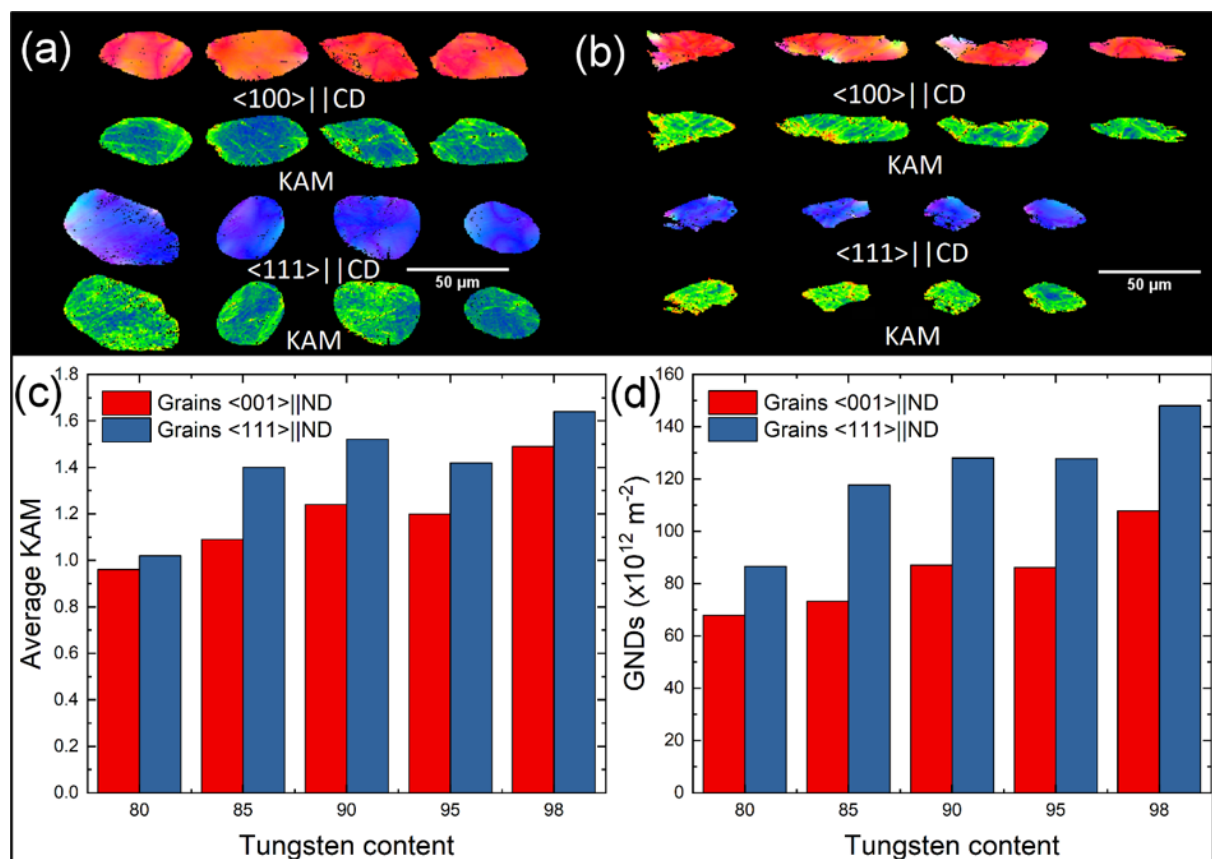 (a)
<100>||CD
KAM
<111>||CD
50 µm
KAM
(b)
<100>||CD
KAM
<111>||CD
50 µm
KAM
(c)
Grains <001>||ND
Grains <111>||ND
Average KAM
1.8
1.6
1.4
1.2
1.0
0.8
0.6
0.4
0.2
0.0
80 85 90 95 98
Tungsten content
(d)
Grains <001>||ND
Grains <111>||ND
GNDs (x10¹² m⁻²)
160
140
120
100
80
60
40
20
0
80 85 90 95 98
Tungsten content